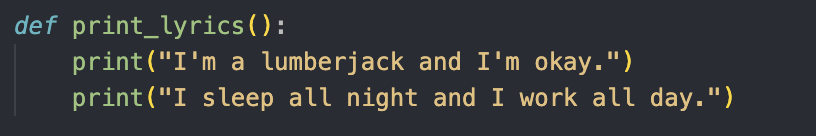 def print_lyrics():
    print("I'm a lumberjack and I'm okay.")
    print("I sleep all night and I work all day.")